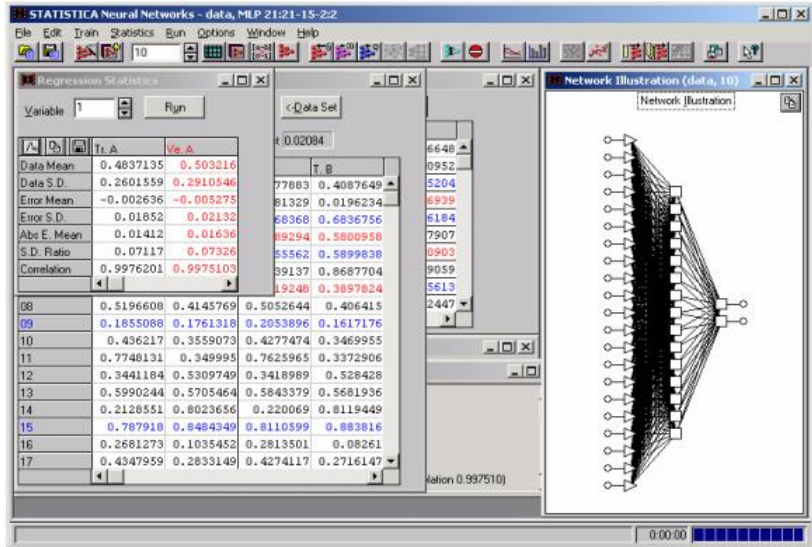 STATISTICA Neural Networks - data, MLP 21:21-15-2:2
File Edit Train Statistics Run Options Window Help
10
Regression Statistics
Variable 1 Run
Tr. A Ve. A
Data Mean 0.4837135 0.503216
Data S.D. 0.2601559 0.2910546
Error Mean -0.002636 -0.005275
Error S.D. 0.01852 0.02132
Abs E. Mean 0.01412 0.01636
S.D. Ratio 0.07117 0.07326
Correlation 0.9976201 0.9975103
<-Data Set
0.02084
T. B
77883 0.4087649
81329 0.0196234
68368 0.6836756
89294 0.5800958
55562 0.5899838
39137 0.8687704
19248 0.3897824
08 0.5196608 0.4145769 0.5052644 0.406415
09 0.1855088 0.1761318 0.2053896 0.1617176
10 0.436217 0.3559073 0.4277474 0.3469955
11 0.7748131 0.349995 0.7625965 0.3372906
12 0.3441184 0.5309749 0.3418989 0.528428
13 0.5990244 0.5705464 0.5843379 0.5681936
14 0.2128551 0.8023656 0.220069 0.8119449
15 0.787918 0.8484349 0.8110599 0.883816
16 0.2681273 0.1035452 0.2813501 0.08261
17 0.4347959 0.2833149 0.4274117 0.2716147
6648
0952
5204
6939
6184
7907
0903
9059
5613
2447
elation 0.997510)
Network Illustration (data, 10)
Network Illustration
0:00:00